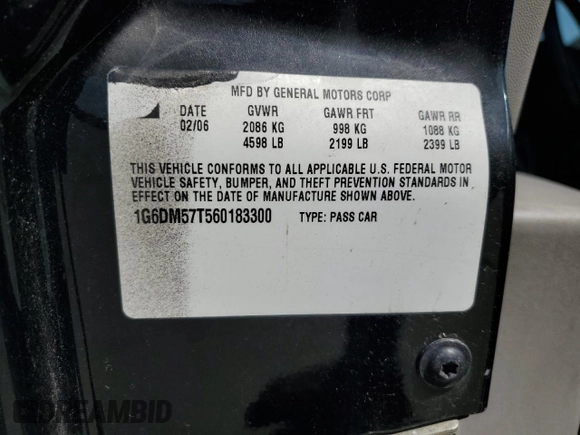 MFD BY GENERAL MOTORS CORP
DATE GVWR GAWR FRT GAWR RR
02/06 2086 KG 998 KG 1088 KG
4598 LB 2199 LB 2399 LB
THIS VEHICLE CONFORMS TO ALL APPLICABLE U.S. FEDERAL MOTOR
VEHICLE SAFETY, BUMPER, AND THEFT PREVENTION STANDARDS IN
EFFECT ON THE DATE OF MANUFACTURE SHOWN ABOVE.
1G6DM57T560183300 TYPE: PASS CAR
DREAMBID